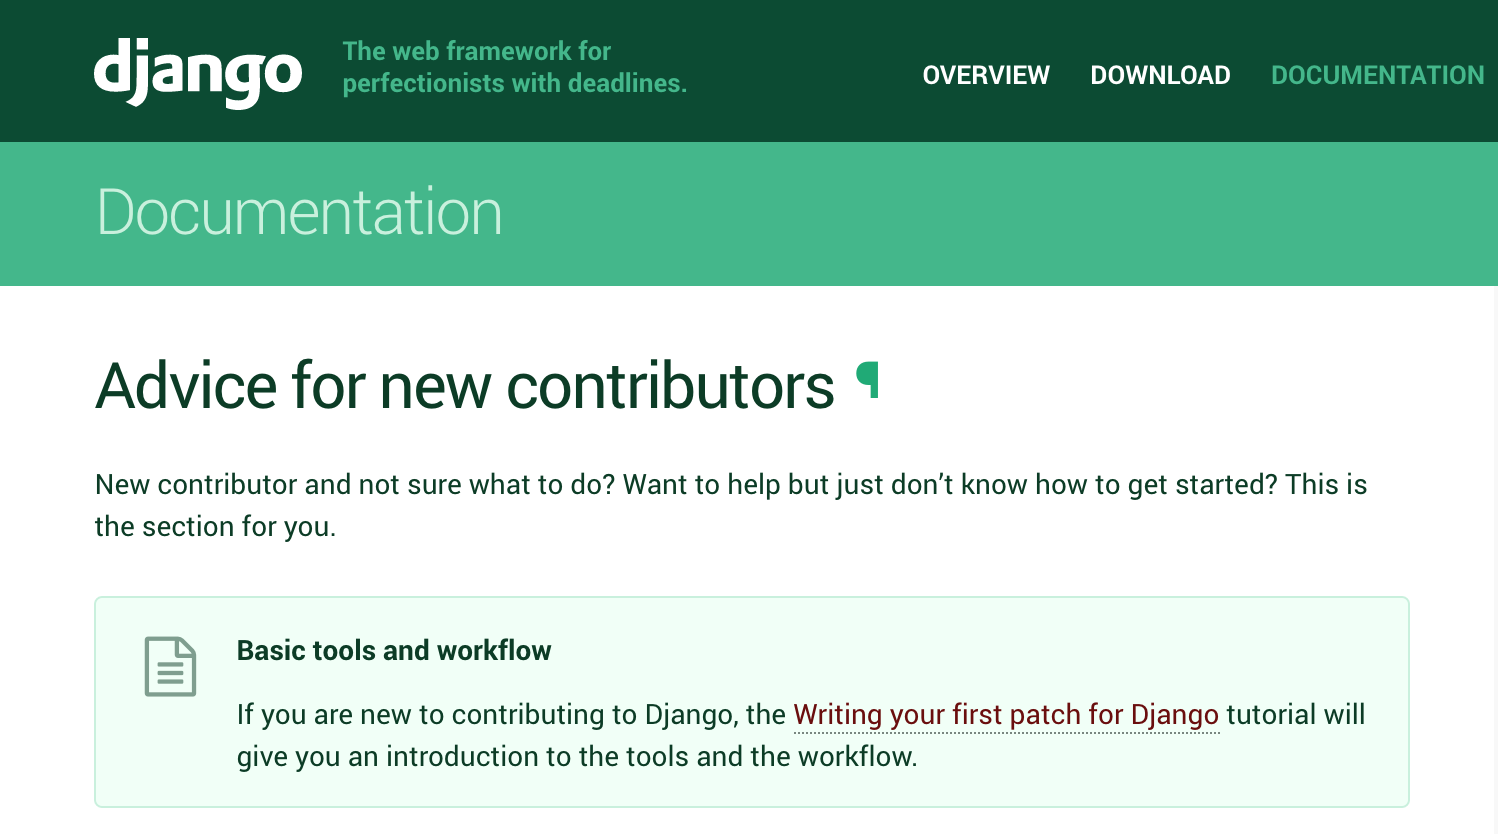 django
The web framework for
perfectionists with deadlines.
OVERVIEW DOWNLOAD DOCUMENTATION
Documentation
Advice for new contributors ¶
New contributor and not sure what to do? Want to help but just don’t know how to get started? This is
the section for you.
Basic tools and workflow
If you are new to contributing to Django, the Writing your first patch for Django tutorial will
give you an introduction to the tools and the workflow.